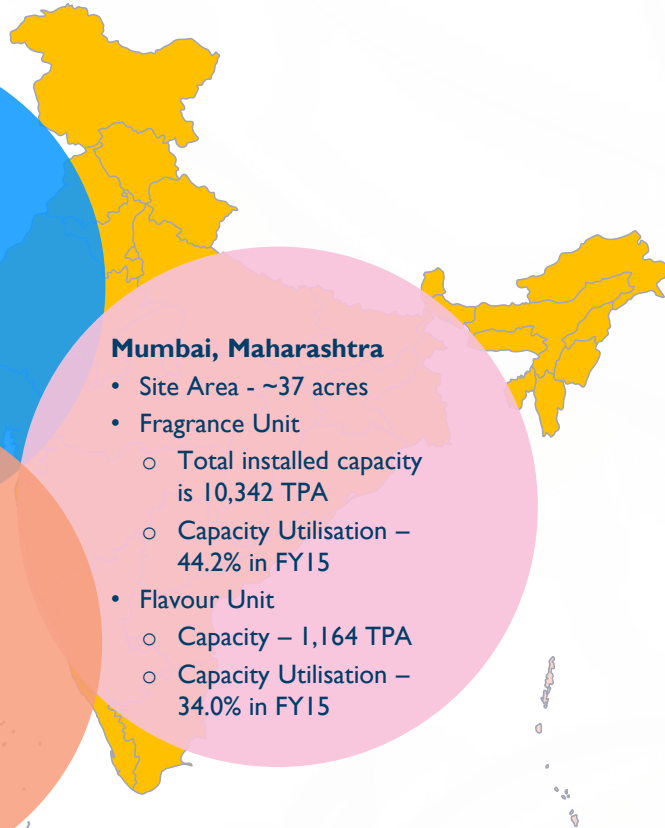 Mumbai, Maharashtra
• Site Area - ~37 acres
• Fragrance Unit
o Total installed capacity
is 10,342 TPA
o Capacity Utilisation –
44.2% in FY15
• Flavour Unit
o Capacity – 1,164 TPA
o Capacity Utilisation –
34.0% in FY15